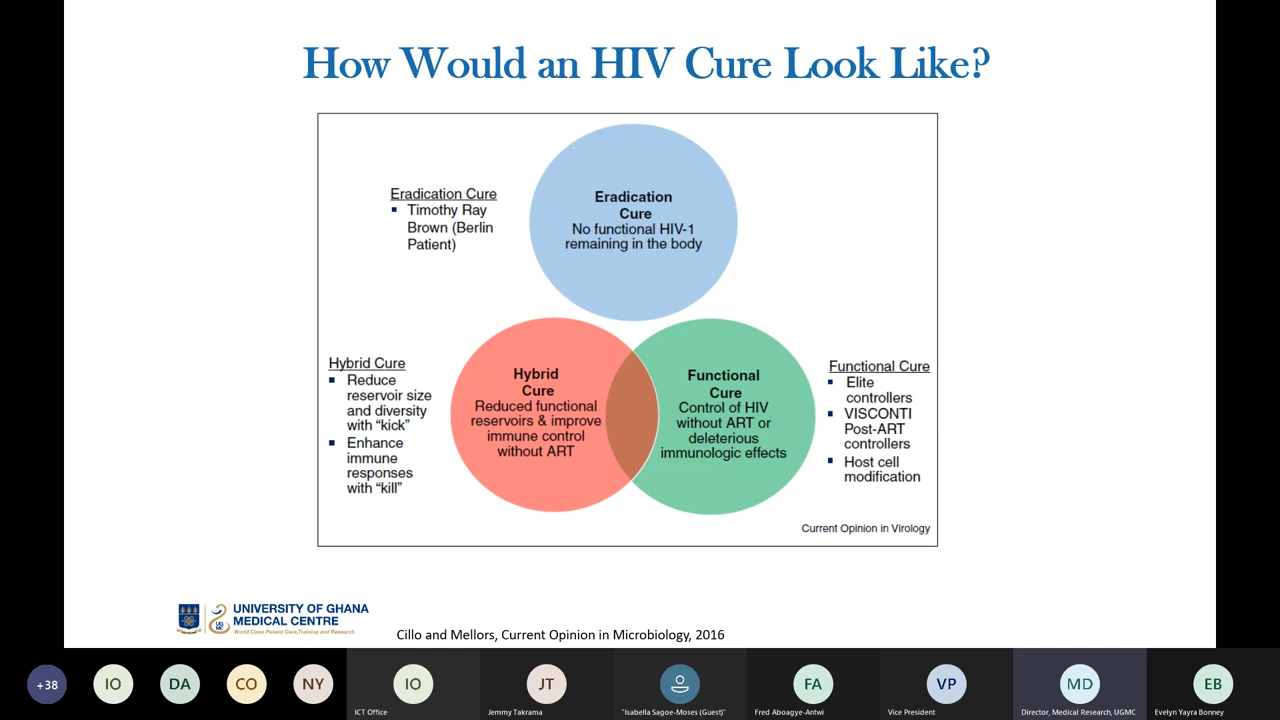 How Would an HIV Cure Look Like?
Eradication Cure
▪ Timothy Ray
Brown (Berlin
Patient)
Eradication
Cure
No functional HIV-1
remaining in the body
Hybrid Cure
▪ Reduce
reservoir size
and diversity
with “kick”
▪ Enhance
immune
responses
with “kill”
Hybrid
Cure
Reduced functional
reservoirs & improve
immune control
without ART
Functional
Cure
Control of HIV
without ART or
deleterious
immunologic effects
Functional Cure
▪ Elite
controllers
▪ VISCONTI
Post-ART
controllers
▪ Host cell
modification
Current Opinion in Virology
UNIVERSITY OF GHANA
MEDICAL CENTRE
World Class Patient Care,Training and Research
UG
MC
Cillo and Mellors, Current Opinion in Microbiology, 2016
+38
IO
DA
CO
NY
IO
ICT Office
JT
Jemmy Takrama
"Isabella Sagoe-Moses (Guest)"
FA
Fred Aboagye-Antwi
VP
Vice President
MD
Director, Medical Research, UGMC
EB
Evelyn Yayra Bonney